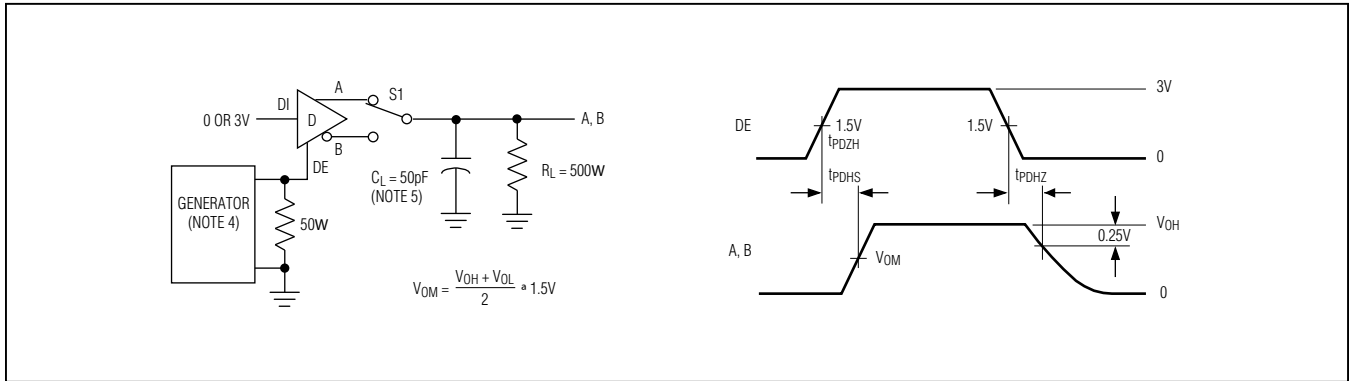 0 OR 3V
DI
D
A
B
DE
S1
A, B
GENERATOR
(NOTE 4)
50W
CL = 50pF
(NOTE 5)
RL = 500W
VOM = VOH + VOL / 2 ª 1.5V
DE
1.5V
tPDZH
1.5V
3V
0
tPDHS
tPDHZ
A, B
VOM
VOH
0.25V
0